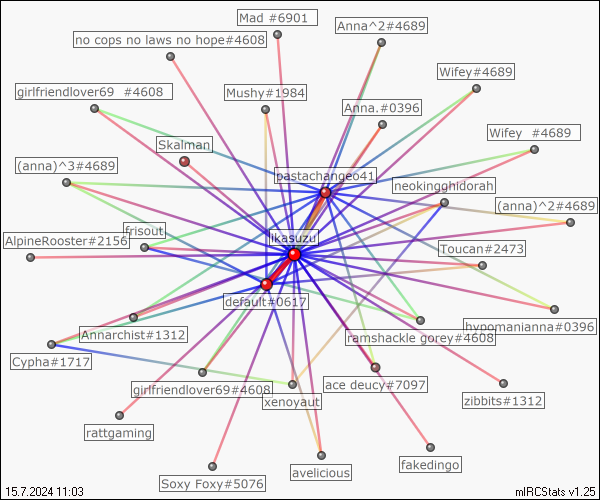 Mad #6901
Anna^2#4689
no cops no laws no hope#4608
Wifey#4689
girlfriendlover69 #4608
Mushy#1984
Anna.#0396
Wifey #4689
Skalman
(anna)^3#4689
pastachangeo41
neokingghidorah
(anna)^2#4689
frisout
likasuzu
AlpineRooster#2156
Toucan#2473
default#0617
hypomanianna#0396
Annarchist#1312
ramshackle gorey#4608
Cypha#1717
girlfriendlover69#4608
ace deucy#7097
xenoyaut
zibbits#1312
rattgaming
fakedingo
avelicious
Soxy Foxy#5076
15.7.2024 11:03
mIRCStats v1.25